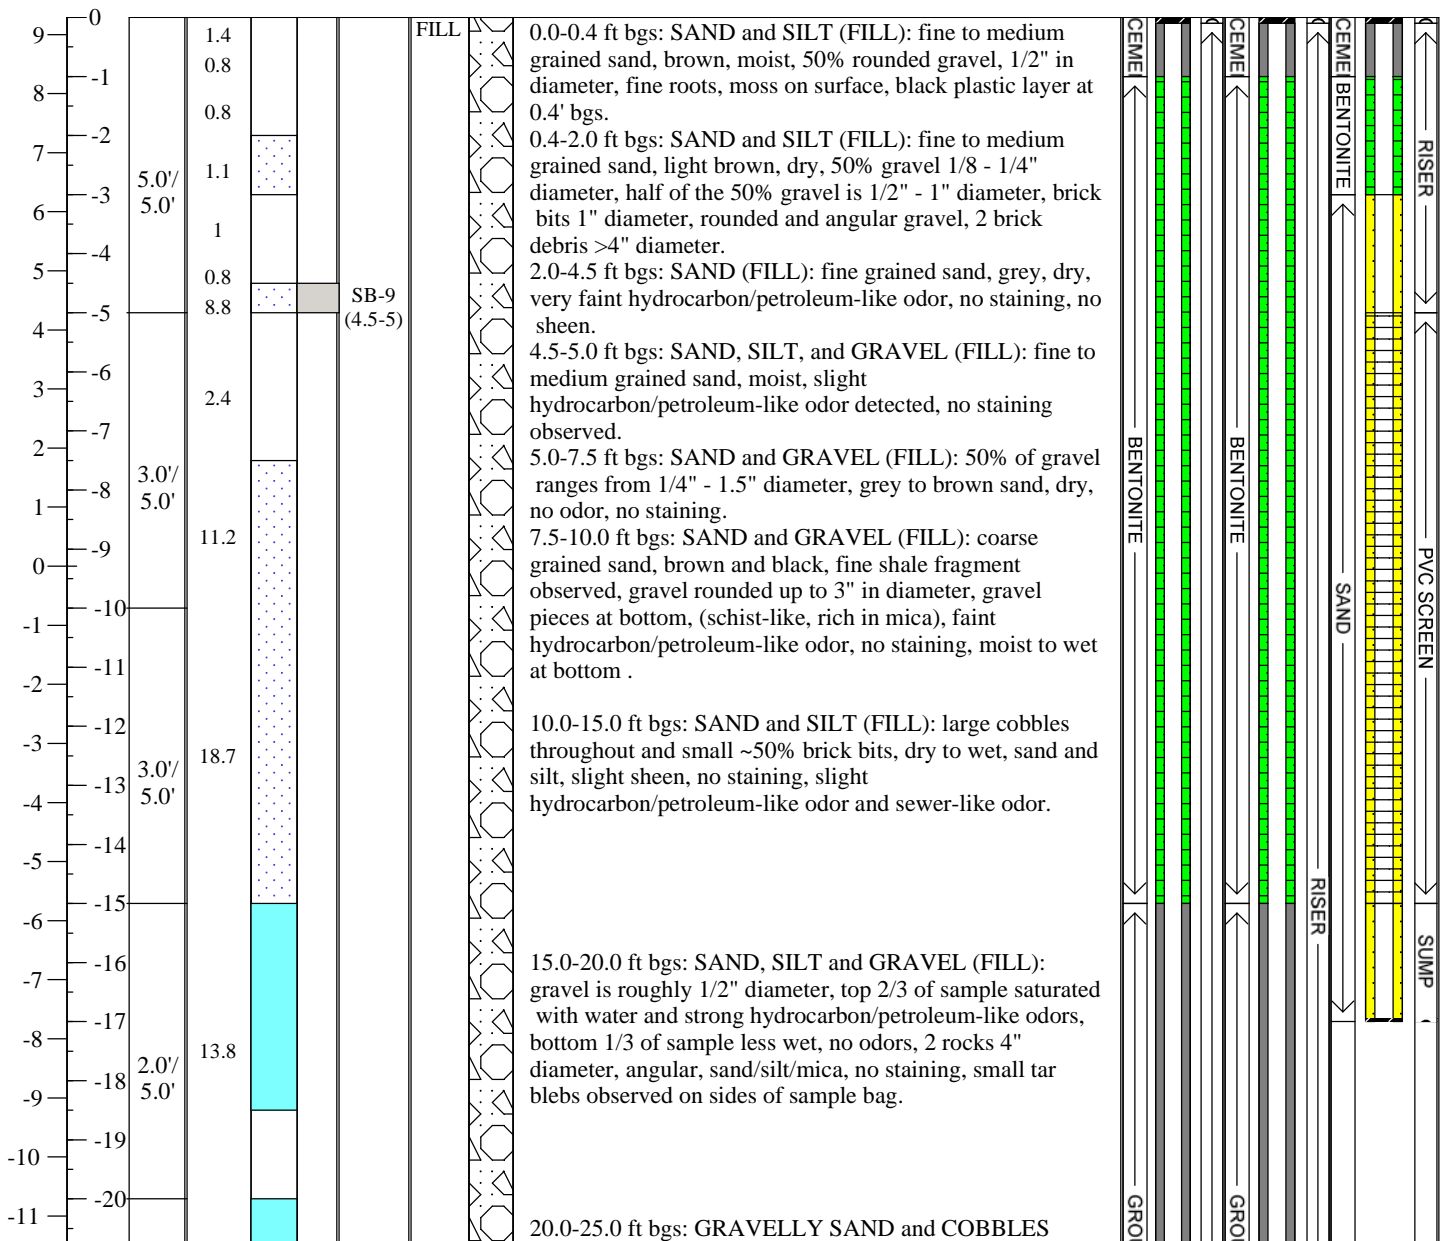 0
-1
-2
-3
-4
-5
-6
-7
-8
-9
-10
-11
-12
-13
-14
-15
-16
-17
-18
-19
-20
9
8
7
6
5
4
3
2
1
0
-1
-2
-3
-4
-5
-6
-7
-8
-9
-10
-11
5.0'/
5.0'
3.0'/
5.0'
3.0'/
5.0'
2.0'/
5.0'
1.4
0.8
0.8
1.1
1
0.8
8.8
2.4
11.2
18.7
13.8
SB-9
(4.5-5)
FILL
0.0-0.4 ft bgs: SAND and SILT (FILL): fine to medium
grained sand, brown, moist, 50% rounded gravel, 1/2" in
diameter, fine roots, moss on surface, black plastic layer at
0.4' bgs.
0.4-2.0 ft bgs: SAND and SILT (FILL): fine to medium
grained sand, light brown, dry, 50% gravel 1/8 - 1/4"
diameter, half of the 50% gravel is 1/2" - 1" diameter, brick
bits 1" diameter, rounded and angular gravel, 2 brick
debris >4" diameter.
2.0-4.5 ft bgs: SAND (FILL): fine grained sand, grey, dry,
very faint hydrocarbon/petroleum-like odor, no staining, no
sheen.
4.5-5.0 ft bgs: SAND, SILT, and GRAVEL (FILL): fine to
medium grained sand, moist, slight
hydrocarbon/petroleum-like odor detected, no staining
observed.
5.0-7.5 ft bgs: SAND and GRAVEL (FILL): 50% of gravel
ranges from 1/4" - 1.5" diameter, grey to brown sand, dry,
no odor, no staining.
7.5-10.0 ft bgs: SAND and GRAVEL (FILL): coarse
grained sand, brown and black, fine shale fragment
observed, gravel rounded up to 3" in diameter, gravel
pieces at bottom, (schist-like, rich in mica), faint
hydrocarbon/petroleum-like odor, no staining, moist to wet
at bottom .
10.0-15.0 ft bgs: SAND and SILT (FILL): large cobbles
throughout and small ~50% brick bits, dry to wet, sand and
silt, slight sheen, no staining, slight
hydrocarbon/petroleum-like odor and sewer-like odor.
15.0-20.0 ft bgs: SAND, SILT and GRAVEL (FILL):
gravel is roughly 1/2" diameter, top 2/3 of sample saturated
with water and strong hydrocarbon/petroleum-like odors,
bottom 1/3 of sample less wet, no odors, 2 rocks 4"
diameter, angular, sand/silt/mica, no staining, small tar
blebs observed on sides of sample bag.
20.0-25.0 ft bgs: GRAVELLY SAND and COBBLES
CEME
BENTONITE
GROU
CEME
BENTONITE
GROU
RISER
CEME
BENTONITE
SAND
RISER
PVC SCREEN
SUMP